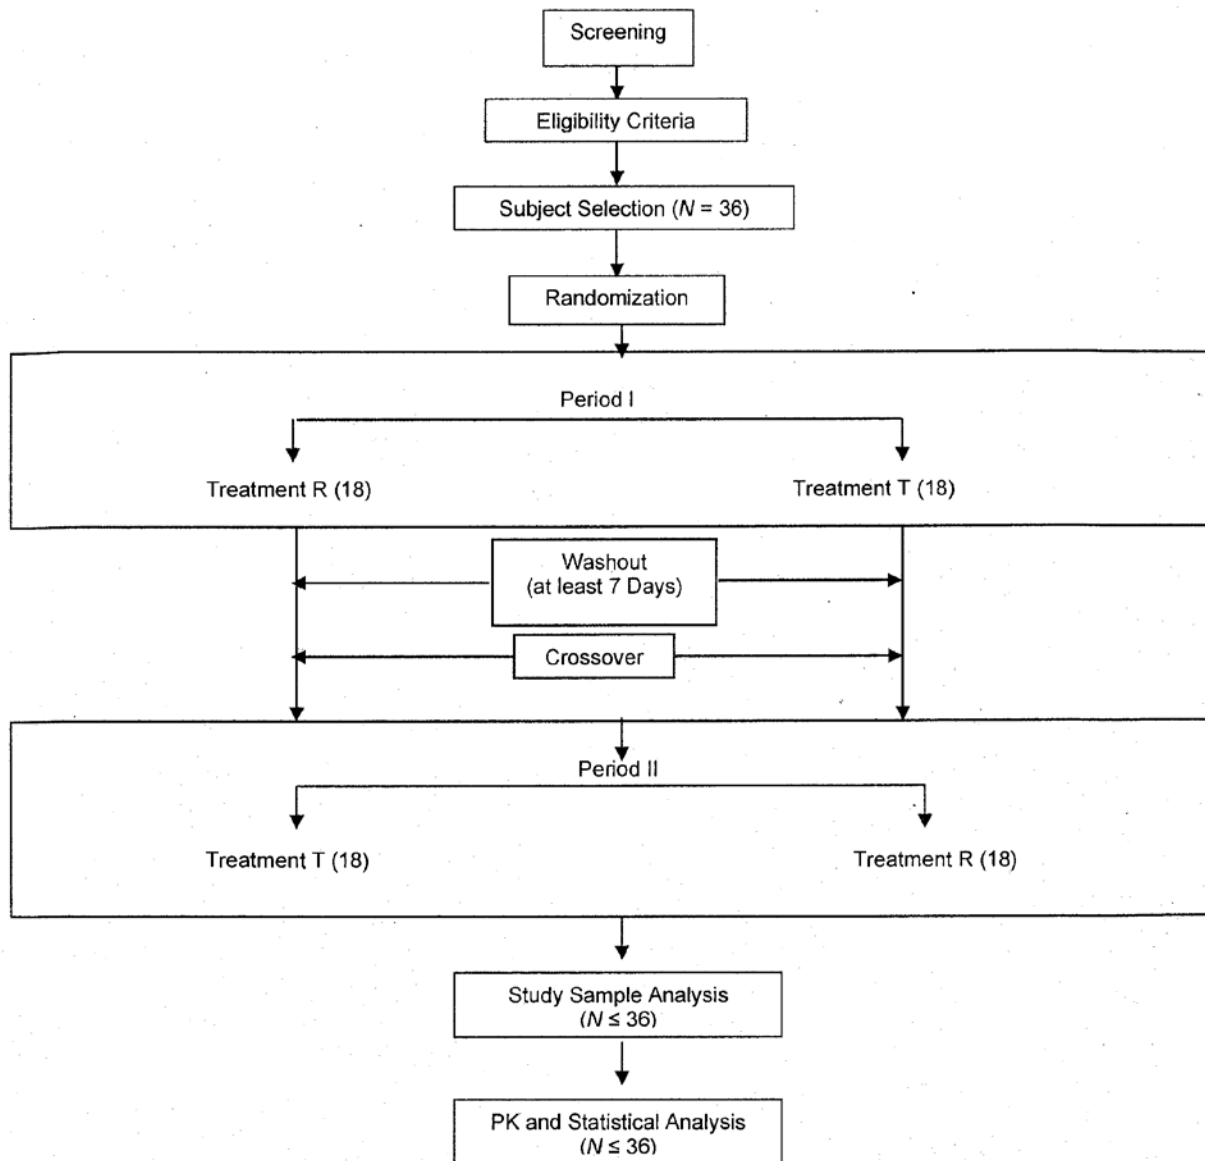 Screening
Eligibility Criteria
Subject Selection (N = 36)
Randomization
Period I
Treatment R (18)
Treatment T (18)
Washout
(at least 7 Days)
Crossover
Period II
Treatment T (18)
Treatment R (18)
Study Sample Analysis
(N ≤ 36)
PK and Statistical Analysis
(N ≤ 36)